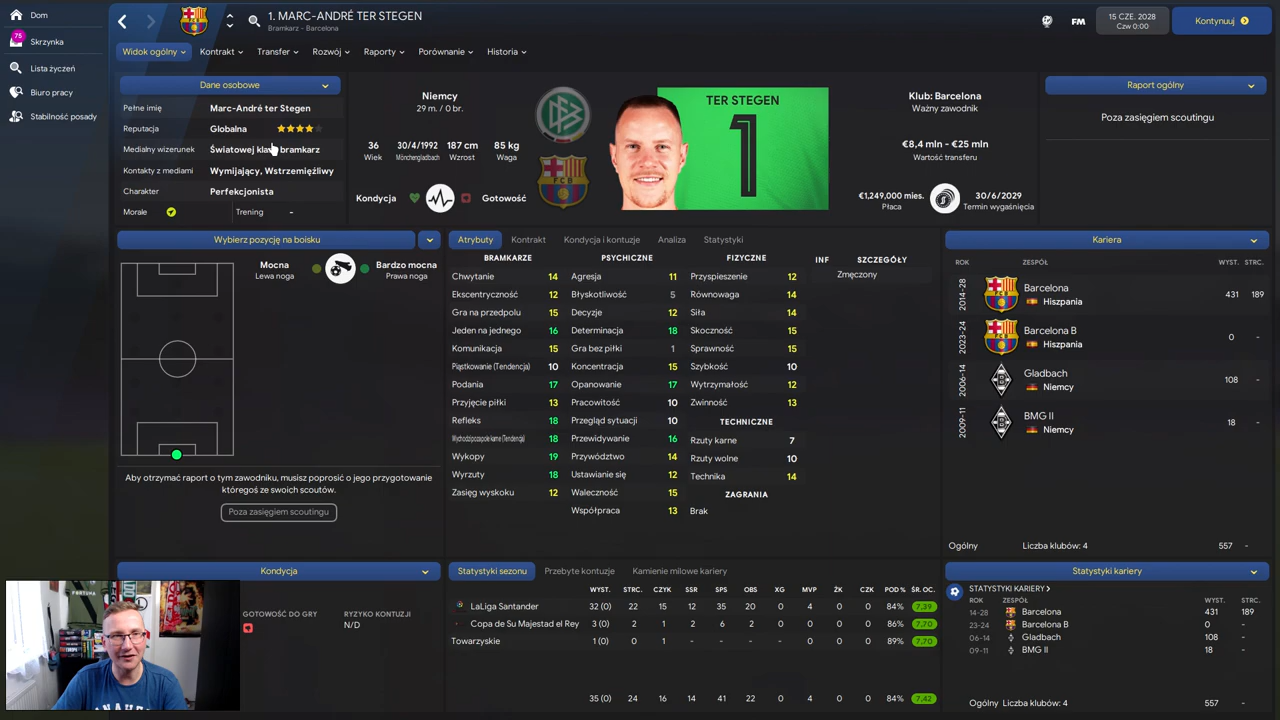 Dom
75
Skrzynka
Lista życzeń
Biuro pracy
Stabilność posady
1. MARC-ANDRÉ TER STEGEN
Bramkarz - Barcelona
FM
15 CZE. 2028
Czw 0:00
Kontynuuj
Widok ogólny
Kontrakt
Transfer
Rozwój
Raporty
Porównanie
Historia
Dane osobowe
Pełne imię Marc-André ter Stegen
Reputacja Globalna
Medialny wizerunek Światowej klasy bramkarz
Kontakty z mediami Wymijający, Wstrzemięźliwy
Charakter Perfekcjonista
Morale Trening -
Niemcy
29 m. / 0 br.
36 30/4/1992 187 cm 85 kg
Wiek Mönchengladbach Wzrost Waga
Kondycja Gotowość
TER STEGEN
1
Klub: Barcelona
Ważny zawodnik
€8,4 mln - €25 mln
Wartość transferu
€1,249,000 mies.
Płaca
30/6/2029
Termin wygaśnięcia
Raport ogólny
Poza zasięgiem scoutingu
Wybierz pozycję na boisku
Mocna
Lewa noga
Bardzo mocna
Prawa noga
Aby otrzymać raport o tym zawodniku, musisz poprosić o jego przygotowanie
któregoś ze swoich scoutów.
Poza zasięgiem scoutingu
Atrybuty Kontrakt Kondycja i kontuzje Analiza Statystyki
BRAMKARZE
Chwytanie 14
Ekscentryczność 12
Gra na przedpolu 15
Jeden na jednego 16
Komunikacja 15
Piąstkowanie (Tendencja) 10
Podania 17
Przyjęcie piłki 13
Refleks 18
Wychodzi poza pole karne (Tendencja) 18
Wykopy 19
Wyrzuty 18
Zasięg wyskoku 12
PSYCHICZNE
Agresja 11
Błyskotliwość 5
Decyzje 12
Determinacja 18
Gra bez piłki 1
Koncentracja 15
Opanowanie 17
Pracowitość 10
Przegląd sytuacji 10
Przewidywanie 16
Przywództwo 14
Ustawianie się 12
Waleczność 15
Współpraca 13
FIZYCZNE
Przyspieszenie 12
Równowaga 14
Siła 14
Skoczność 15
Sprawność 15
Szybkość 10
Wytrzymałość 12
Zwinność 13
TECHNICZNE
Rzuty karne 7
Rzuty wolne 10
Technika 14
ZAGRANIA
Brak
INF SZCZEGÓŁY
Zmęczony
Kariera
ROK ZESPÓŁ WYST. STRC.
2014-28 Barcelona Hiszpania 431 189
2023-24 Barcelona B Hiszpania 0 -
2006-14 Gladbach Niemcy 108 -
2009-11 BMG II Niemcy 18 -
Ogólny Liczba klubów: 4 557 -
Kondycja
GOTOWOŚĆ DO GRY
RYZYKO KONTUZJI
N/D
FORTUNA
Statystyki sezonu Przebyte kontuzje Kamienie milowe kariery
WYST. STRC. CZYK SSR SPS OBS XG MVP ŻK CZK POD % ŚR. OC.
LaLiga Santander 32 (0) 22 15 12 35 20 0 4 0 0 84% 7,39
Copa de Su Majestad el Rey 3 (0) 2 1 2 6 2 0 0 0 0 86% 7,70
Towarzyskie 1 (0) 0 1 - - - 0 0 0 0 89% 7,70
35 (0) 24 16 14 41 22 0 4 0 0 84% 7,42
Statystyki kariery
STATYSTYKI KARIERY
ROK ZESPÓŁ WYST. STRC.
14-28 Barcelona 431 189
23-24 Barcelona B 0 -
06-14 Gladbach 108 -
09-11 BMG II 18 -
Ogólny Liczba klubów: 4 557 -